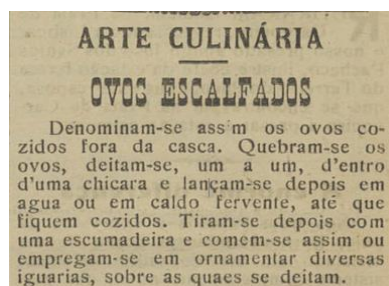 ARTE CULINÁRIA
OVOS ESCALFADOS
Denominam-se ass'm os ovos co-
zidos fora da casca. Quebram-se os
ovos, deitam-se, um a um, d'entro
d'uma chicara e lançam-se depois em
agua ou em caldo fervente, até que
fiquem cozidos. Tiram-se depois com
uma escumadeira e comem-se assim ou
empregam-se em ornamentar diversas
iguarias, sobre as quaes se deitam.